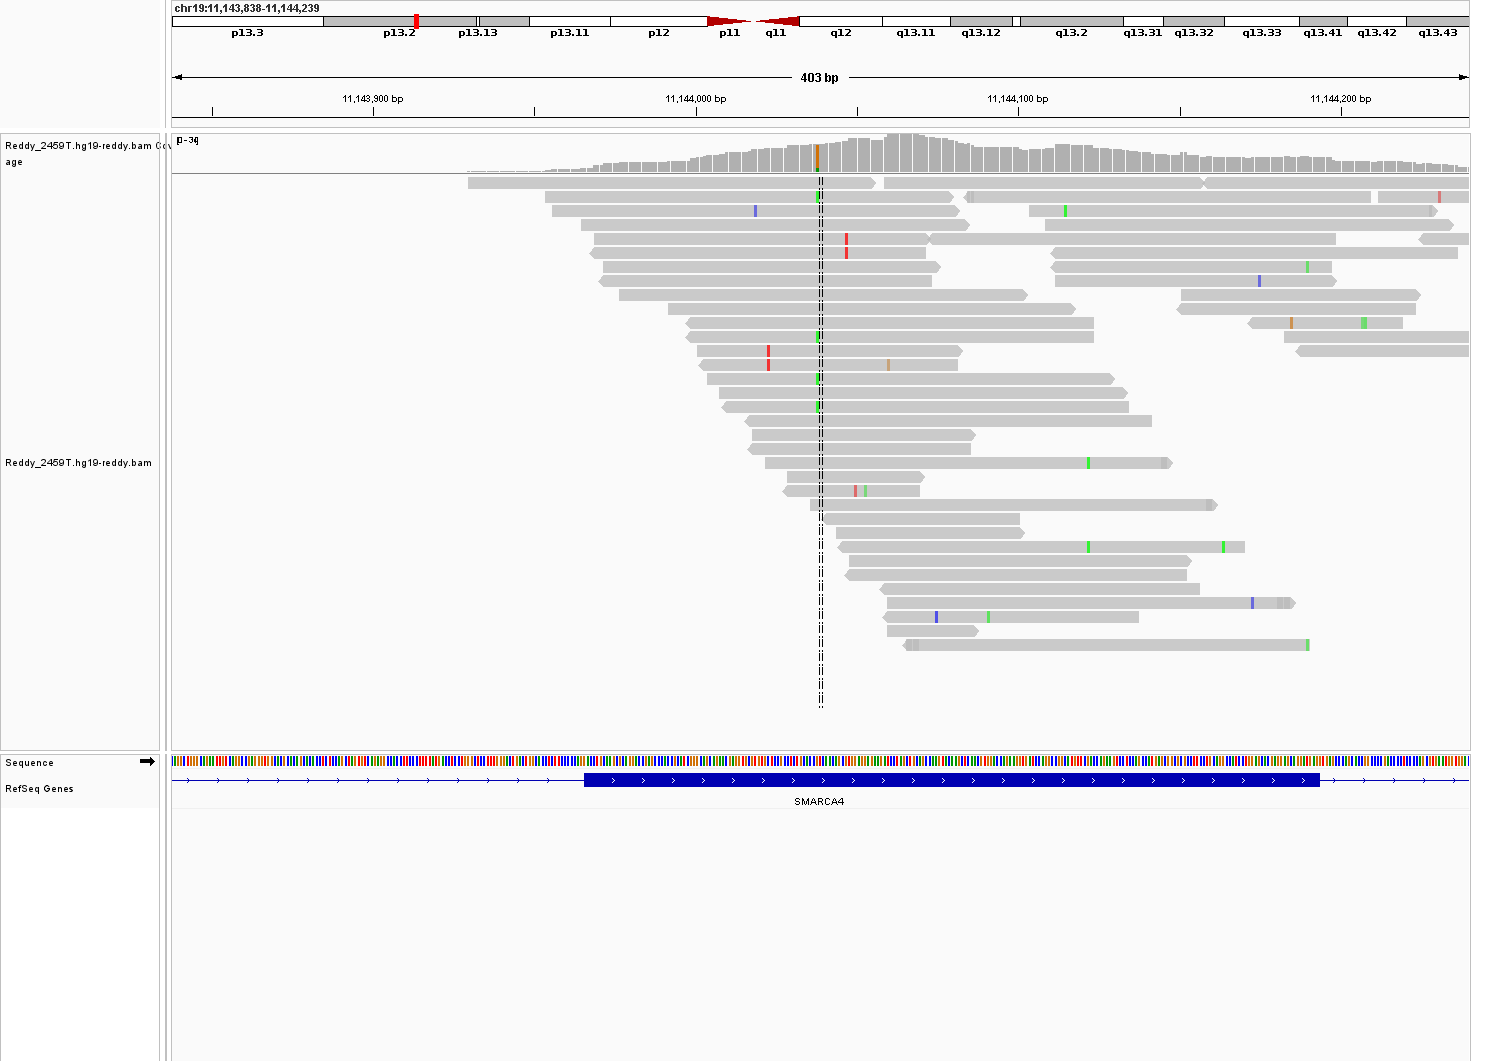 chr19:11,143,838-11,144,239
p13.3 p13.2 p13.13 p13.11 p12 p11 q11 q12 q13.11 q13.12 q13.2 q13.31 q13.32 q13.33 q13.41 q13.42 q13.43
403 bp
11,143,900 bp 11,144,000 bp 11,144,100 bp 11,144,200 bp
Reddy_2459T.hg19-reddy.bam
age
Reddy_2459T.hg19-reddy.bam
Sequence
RefSeq Genes
SMARCA4